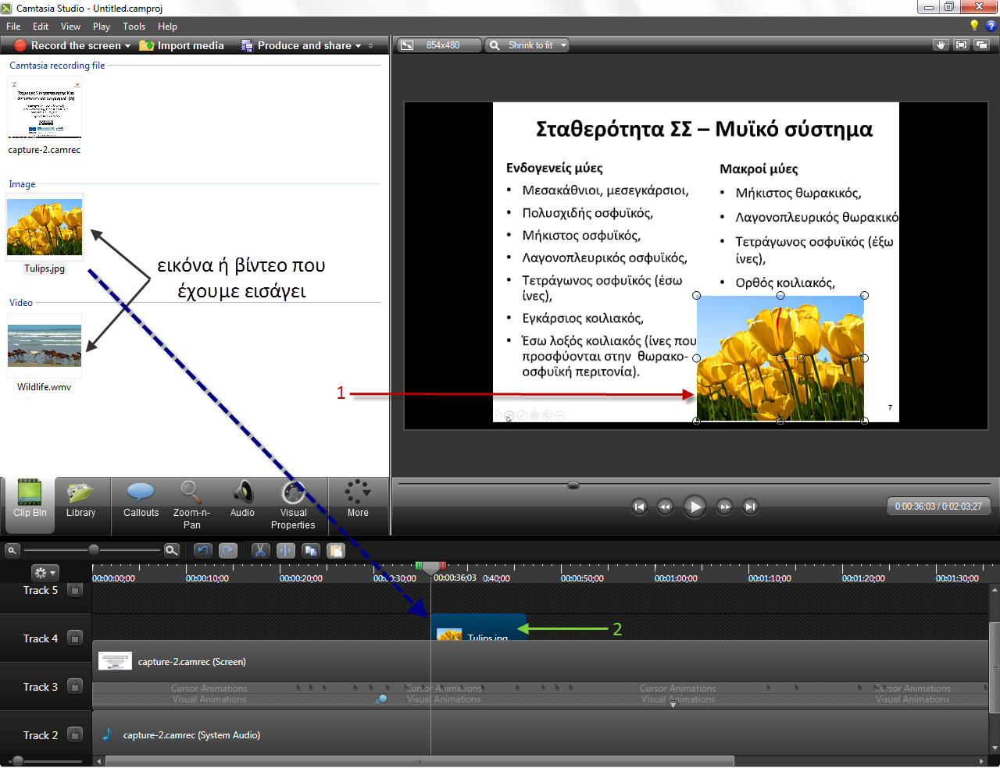 Camtasia Studio - Untitled.camproj
File Edit View Play Tools Help
Record the screen Import media Produce and share
854x480 Shrink to fit
Camtasia recording file
capture-2.camrec
Image
Tulips.jpg
Video
Wildlife.wmv
εικόνα ή βίντεο που
έχουμε εισάγει
1
Σταθερότητα ΣΣ – Μυϊκό σύστημα
Ενδογενείς μύες
• Μεσακάθνιοι, μεσεγκάρσιοι,
• Πολυσχιδής οσφυϊκός,
• Μήκιστος οσφυϊκός,
• Λαγονοπλευρικός οσφυϊκός,
• Τετράγωνος οσφυϊκός (έσω
ίνες),
• Εγκάρσιος κοιλιακός,
• Έσω λοξός κοιλιακός (ίνες που
προσφύονται στην θωρακο-
οσφυϊκή περιτονία).
Μακροί μύες
• Μήκιστος θωρακικός,
• Λαγονοπλευρικός θωρακικό
• Τετράγωνος οσφυϊκός (έξω
ίνες),
• Ορθός κοιλιακός,
7
Clip Bin
Library
Callouts
Zoom-n-
Pan
Audio
Visual
Properties
More
0:00:36;03 / 0:02:03;27
00:00:00;00 00:00:10;00 00:00:20;00 00:00:30;00 00:00:36;03 0:40;00 00:00:50;00 00:01:00;00 00:01:10;00 00:01:20;00 00:01:30;00
Track 5
Track 4
Tulips.jpg
2
capture-2.camrec (Screen)
Track 3
Cursor Animations Cursor Animations Cursor Animations Cursor Animations
Visual Animations Visual Animations Visual Animations Visual Animations
Track 2
capture-2.camrec (System Audio)